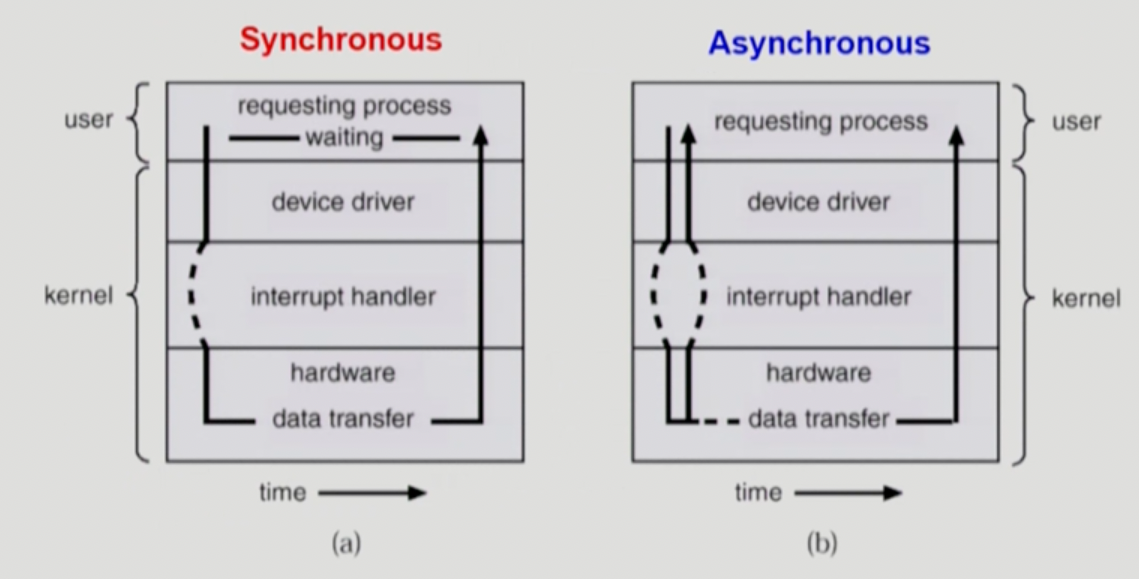 Synchronous
user
requesting process
waiting
device driver
kernel
interrupt handler
hardware
data transfer
time
(a)
Asynchronous
requesting process
user
device driver
interrupt handler
kernel
hardware
data transfer
time
(b)